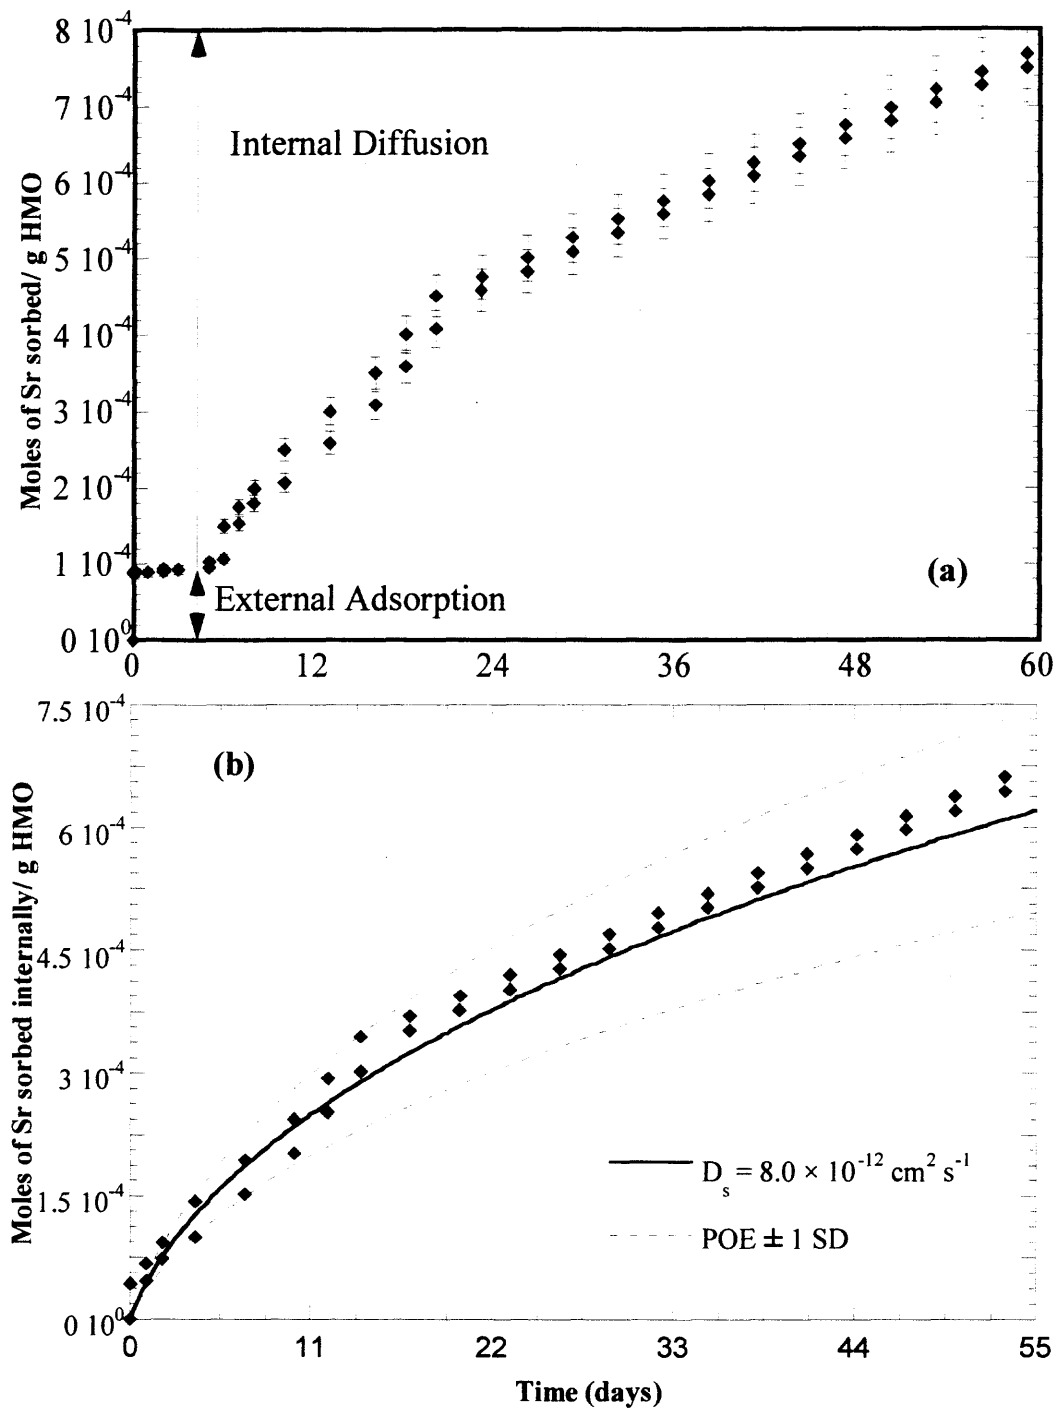 8 10⁻⁴
7 10⁻⁴
6 10⁻⁴
5 10⁻⁴
4 10⁻⁴
3 10⁻⁴
2 10⁻⁴
1 10⁻⁴
0 10⁰
Moles of Sr sorbed/ g HMO
Internal Diffusion
(a)
External Adsorption
0 12 24 36 48 60
7.5 10⁻⁴
6 10⁻⁴
4.5 10⁻⁴
3 10⁻⁴
1.5 10⁻⁴
0 10⁰
Moles of Sr sorbed internally/ g HMO
(b)
Dₛ = 8.0 × 10⁻¹² cm² s⁻¹
POE ± 1 SD
0 11 22 33 44 55
Time (days)